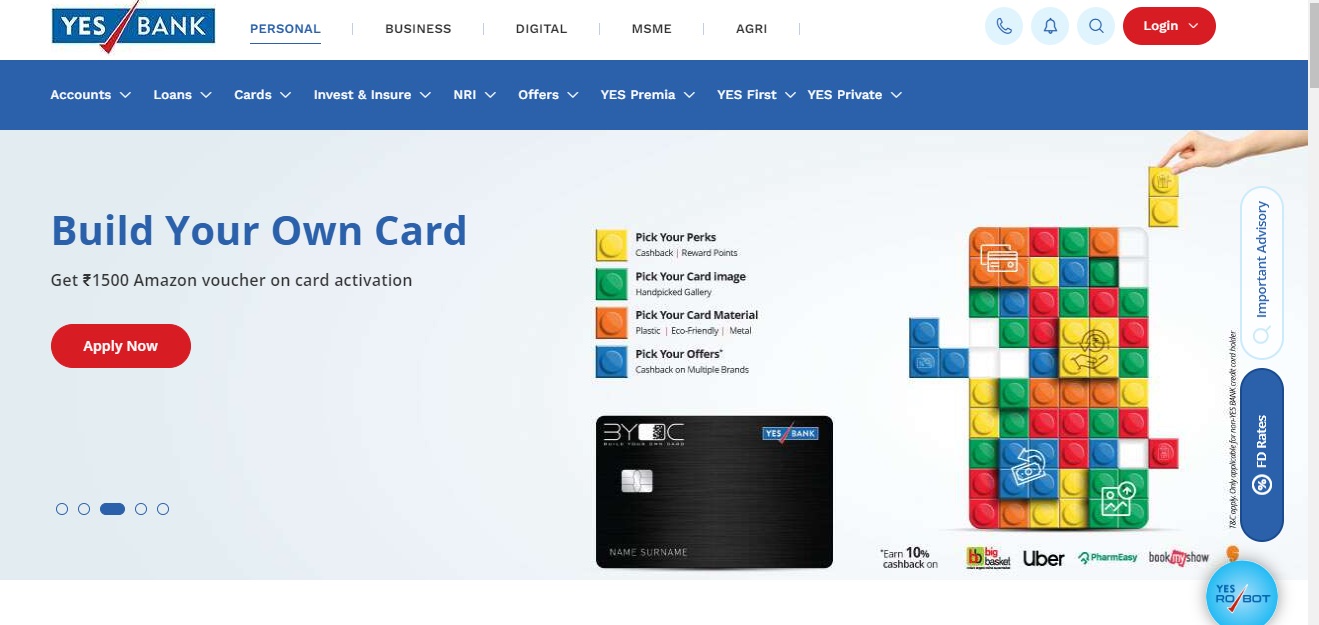 YES BANK
PERSONAL
BUSINESS
DIGITAL
MSME
AGRI
Login
Accounts
Loans
Cards
Invest & Insure
NRI
Offers
YES Premia
YES First
YES Private
Build Your Own Card
Get ₹1500 Amazon voucher on card activation
Apply Now
Pick Your Perks
Cashback | Reward Points
Pick Your Card image
Handpicked Gallery
Pick Your Card Material
Plastic | Eco-Friendly | Metal
Pick Your Offers*
Cashback on Multiple Brands
BYOC
BUILD YOUR OWN CARD
YES BANK
NAME SURNAME
*Earn 10%
cashback on
bb big
basket
Uber
PharmEasy
bookmyshow
T&C apply. Only applicable for non-YES BANK credit card holder
Important Advisory
FD Rates
YES
ROBOT